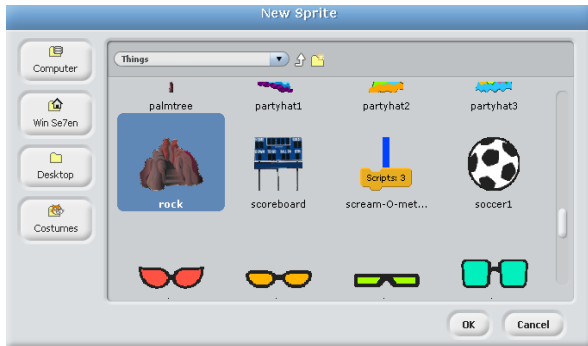 New Sprite
Computer
Win Se7en
Desktop
Costumes
Things
palmtree partyhat1 partyhat2 partyhat3
Scripts: 3
rock scoreboard scream-O-met... soccer1
OK Cancel